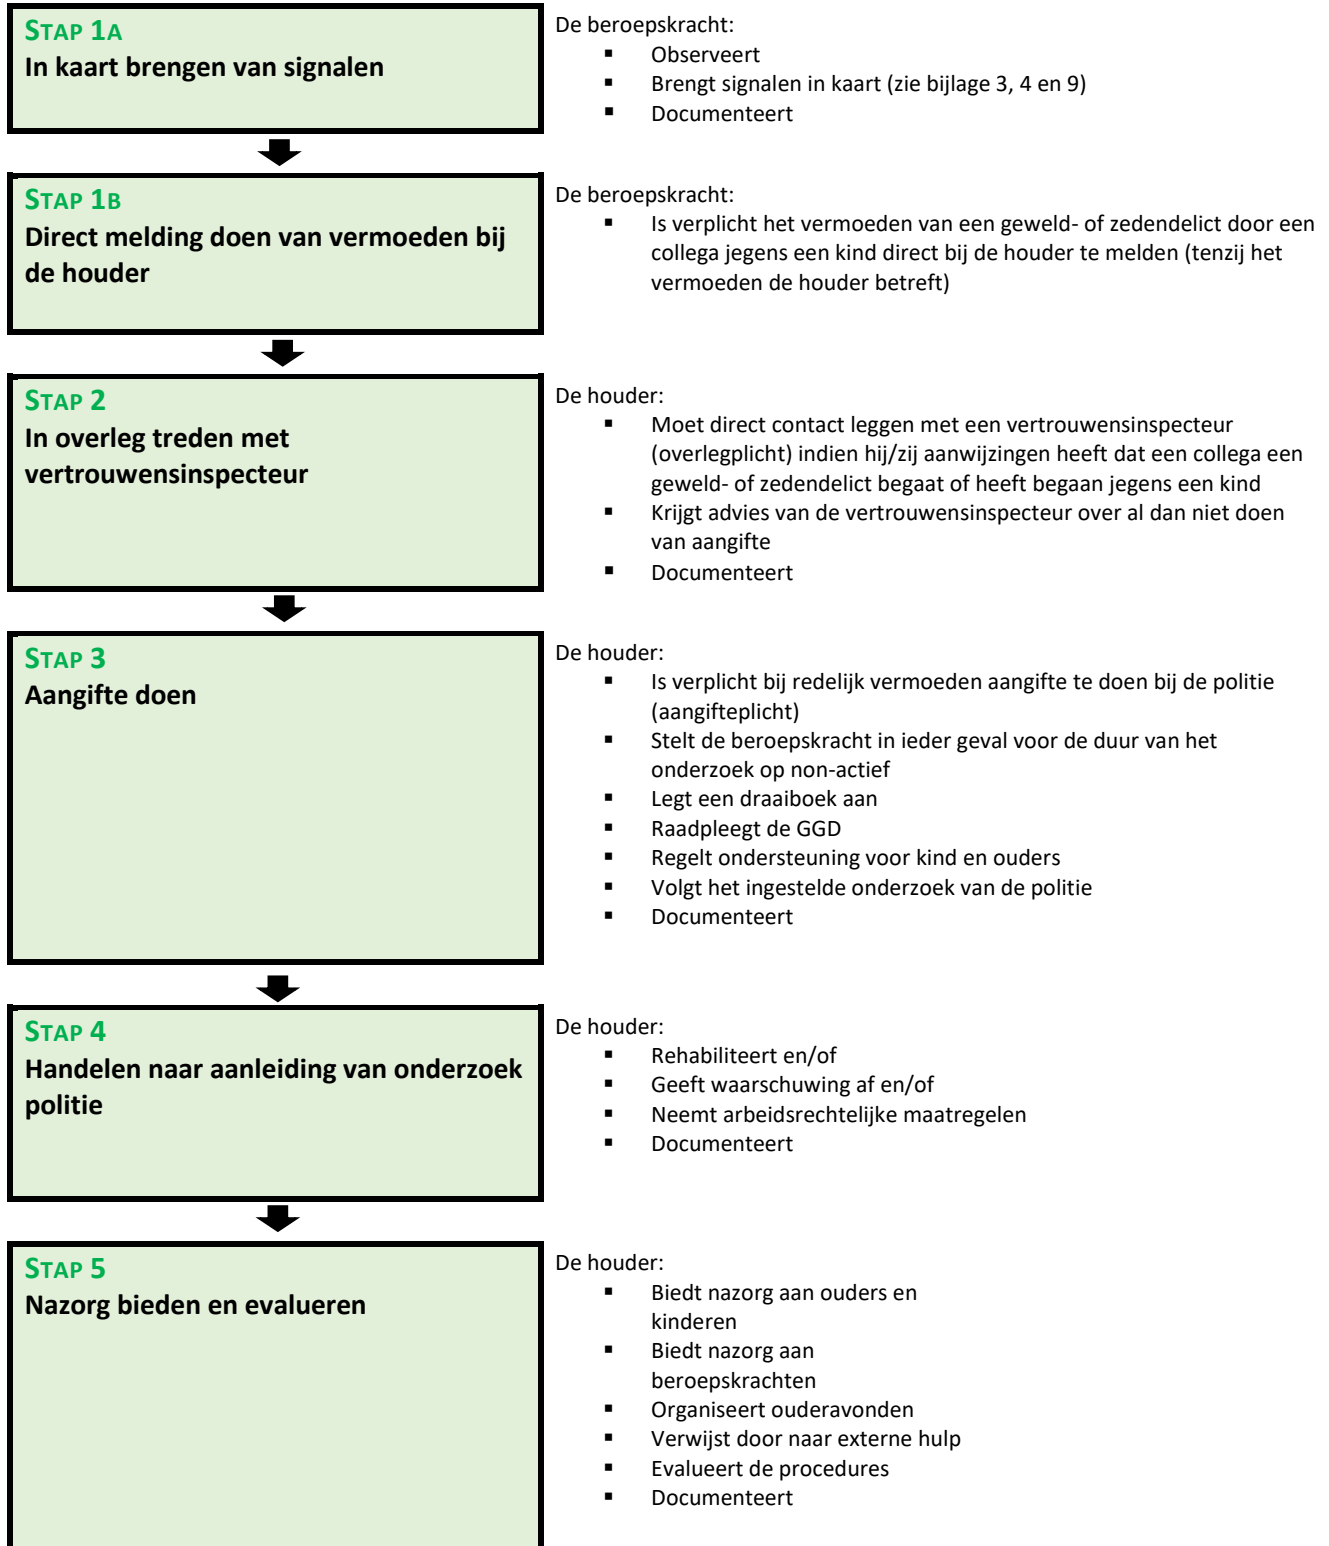 STAP 1A
In kaart brengen van signalen
De beroepskracht:
▪ Observeert
▪ Brengt signalen in kaart (zie bijlage 3, 4 en 9)
▪ Documenteert
STAP 1B
Direct melding doen van vermoeden bij
de houder
De beroepskracht:
▪ Is verplicht het vermoeden van een geweld- of zedendelict door een
collega jegens een kind direct bij de houder te melden (tenzij het
vermoeden de houder betreft)
STAP 2
In overleg treden met
vertrouwensinspecteur
De houder:
▪ Moet direct contact leggen met een vertrouwensinspecteur
(overlegplicht) indien hij/zij aanwijzingen heeft dat een collega een
geweld- of zedendelict begaat of heeft begaan jegens een kind
▪ Krijgt advies van de vertrouwensinspecteur over al dan niet doen
van aangifte
▪ Documenteert
STAP 3
Aangifte doen
De houder:
▪ Is verplicht bij redelijk vermoeden aangifte te doen bij de politie
(aangifteplicht)
▪ Stelt de beroepskracht in ieder geval voor de duur van het
onderzoek op non-actief
▪ Legt een draaiboek aan
▪ Raadpleegt de GGD
▪ Regelt ondersteuning voor kind en ouders
▪ Volgt het ingestelde onderzoek van de politie
▪ Documenteert
STAP 4
Handelen naar aanleiding van onderzoek
politie
De houder:
▪ Rehabiliteert en/of
▪ Geeft waarschuwing af en/of
▪ Neemt arbeidsrechtelijke maatregelen
▪ Documenteert
STAP 5
Nazorg bieden en evalueren
De houder:
▪ Biedt nazorg aan ouders en
kinderen
▪ Biedt nazorg aan
beroepskrachten
▪ Organiseert ouderavonden
▪ Verwijst door naar externe hulp
▪ Evalueert de procedures
▪ Documenteert